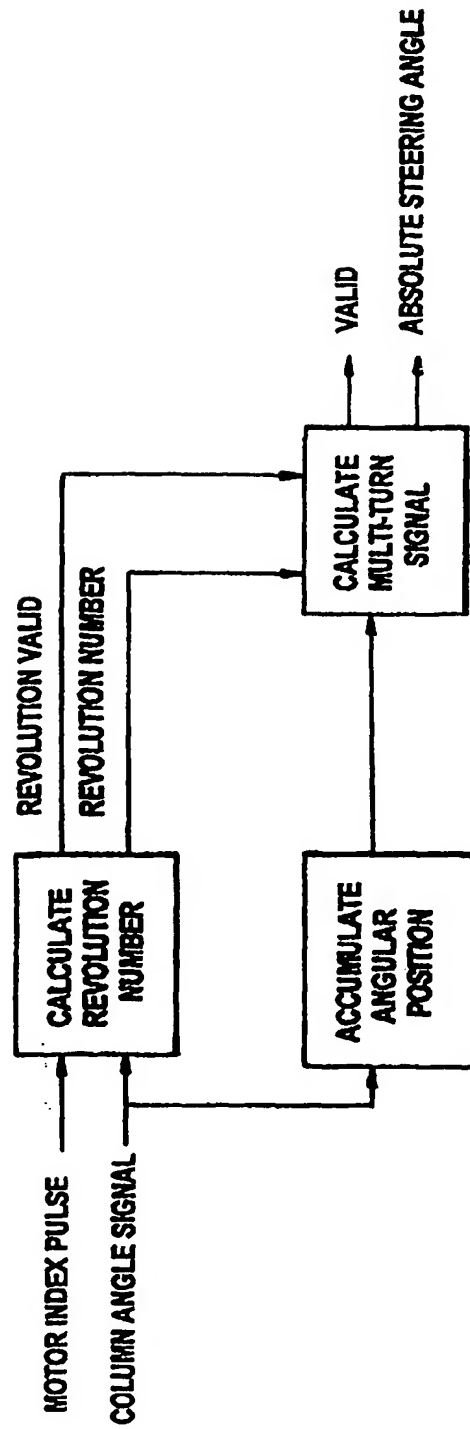 MOTOR INDEX PULSE
COLUMN ANGLE SIGNAL
CALCULATE
REVOLUTION
NUMBER
REVOLUTION VALID
REVOLUTION NUMBER
ACCUMULATE
ANGULAR
POSITION
CALCULATE
MULTI-TURN
SIGNAL
VALID
ABSOLUTE STEERING ANGLE